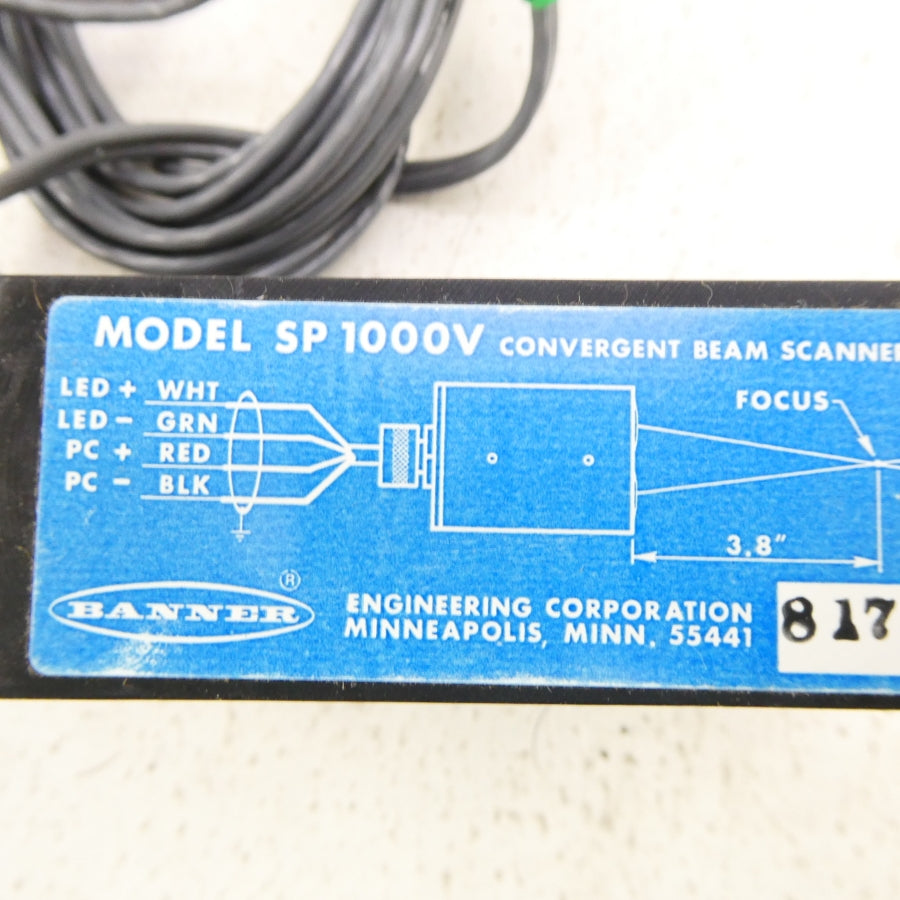 MODEL SP 1000V CONVERGENT BEAM SCANNER
LED + WHT
LED - GRN
PC + RED
PC - BLK
FOCUS
3.8"
BANNER ®
ENGINEERING CORPORATION
MINNEAPOLIS, MINN. 55441
817